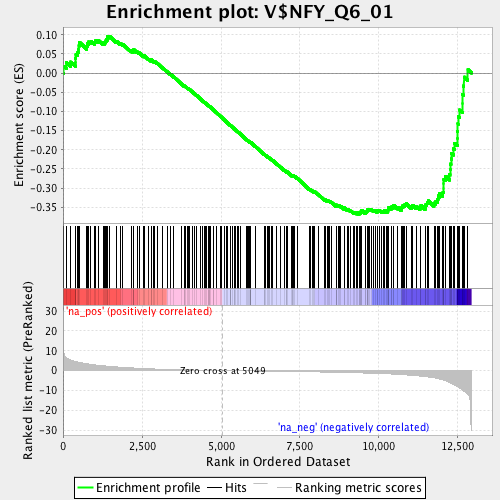 Enrichment plot: V$NFY_Q6_01
Enrichment score (ES)
0.10
0.05
0.00
-0.05
-0.10
-0.15
-0.20
-0.25
-0.30
-0.35
'na_pos' (positively correlated)
Ranked list metric (PreRanked)
30
20
10
0
-10
-20
-30
Zero cross at 5049
'na_neg' (negatively correlated)
0
2,500
5,000
7,500
10,000
12,500
Rank in Ordered Dataset
Enrichment profile
Hits
Ranking metric scores